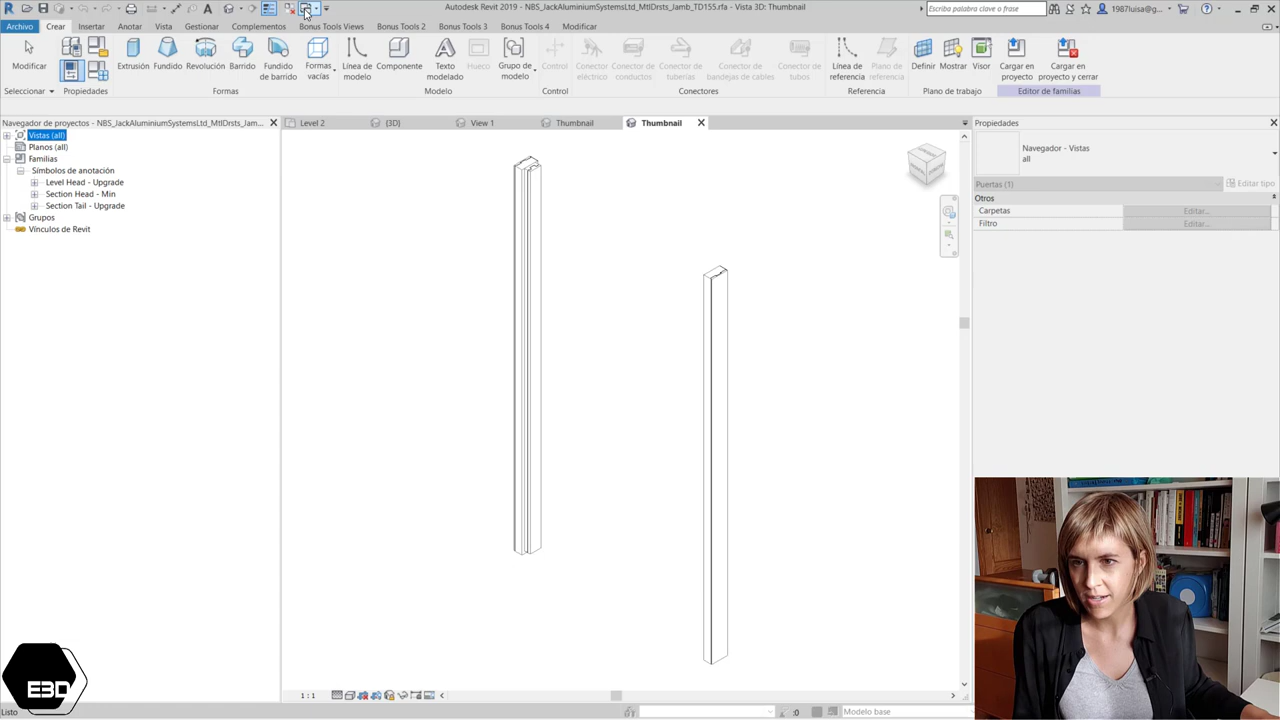 Autodesk Revit 2019 - NBS_JackAluminiumSystemsLtd_MtlDrsts_Jamb_TD155.rfa - Vista 3D: Thumbnail
Escriba palabra clave o frase
1987luisa@g...
Archivo Crear Insertar Anotar Vista Gestionar Complementos Bonus Tools Views Bonus Tools 2 Bonus Tools 3 Bonus Tools 4 Modificar
Modificar
Extrusión Fundido Revolución Barrido Fundido de barrido Formas vacías
Línea de modelo Componente Texto modelado Hueco Grupo de modelo
Control
Conector eléctrico Conector de conductos Conector de tuberías Conector de bandejas de cables Conector de tubos
Línea de referencia Plano de referencia
Definir Mostrar Visor
Cargar en proyecto Cargar en proyecto y cerrar
Seleccionar Propiedades Formas Modelo Control Conectores Referencia Plano de trabajo Editor de familias
Navegador de proyectos - NBS_JackAluminiumSystemsLtd_MtlDrsts_Jam...
Level 2 {3D} View 1 Thumbnail Thumbnail
Propiedades
Vistas (all)
Planos (all)
Familias
Símbolos de anotación
Level Head - Upgrade
Section Head - Min
Section Tail - Upgrade
Grupos
Vínculos de Revit
Navegador - Vistas
all
Puertas (1) Editar tipo
Otros
Carpetas Editar...
Filtro Editar...
E3D
1 : 1
Listo
:0
Modelo base